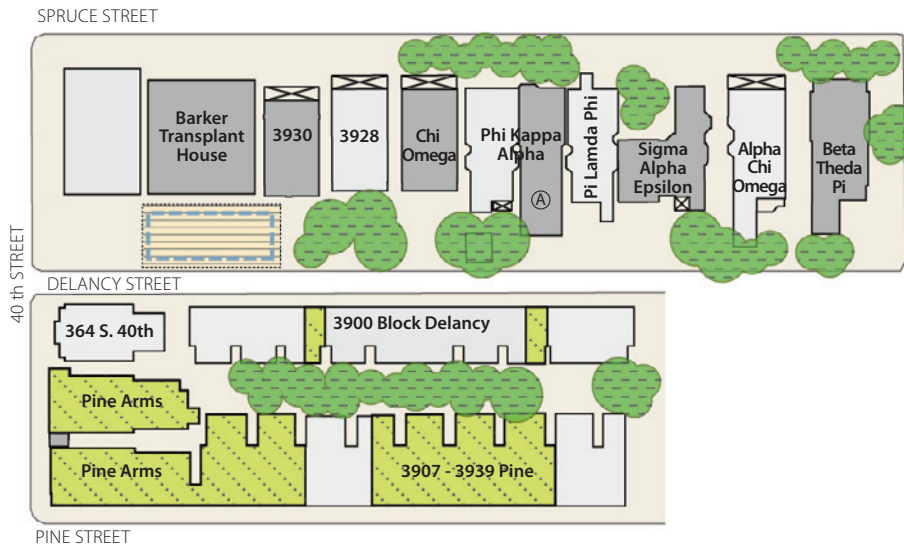 SPRUCE STREET
Barker
Transplant
House
3930
3928
Chi
Omega
Phi Kappa
Alpha
A
Pi Lamda Phi
Sigma
Alpha
Epsilon
Alpha
Chi
Omega
Beta
Theda
Pi
40 th STREET
DELANCY STREET
364 S. 40th
3900 Block Delancy
Pine Arms
Pine Arms
3907 - 3939 Pine
PINE STREET